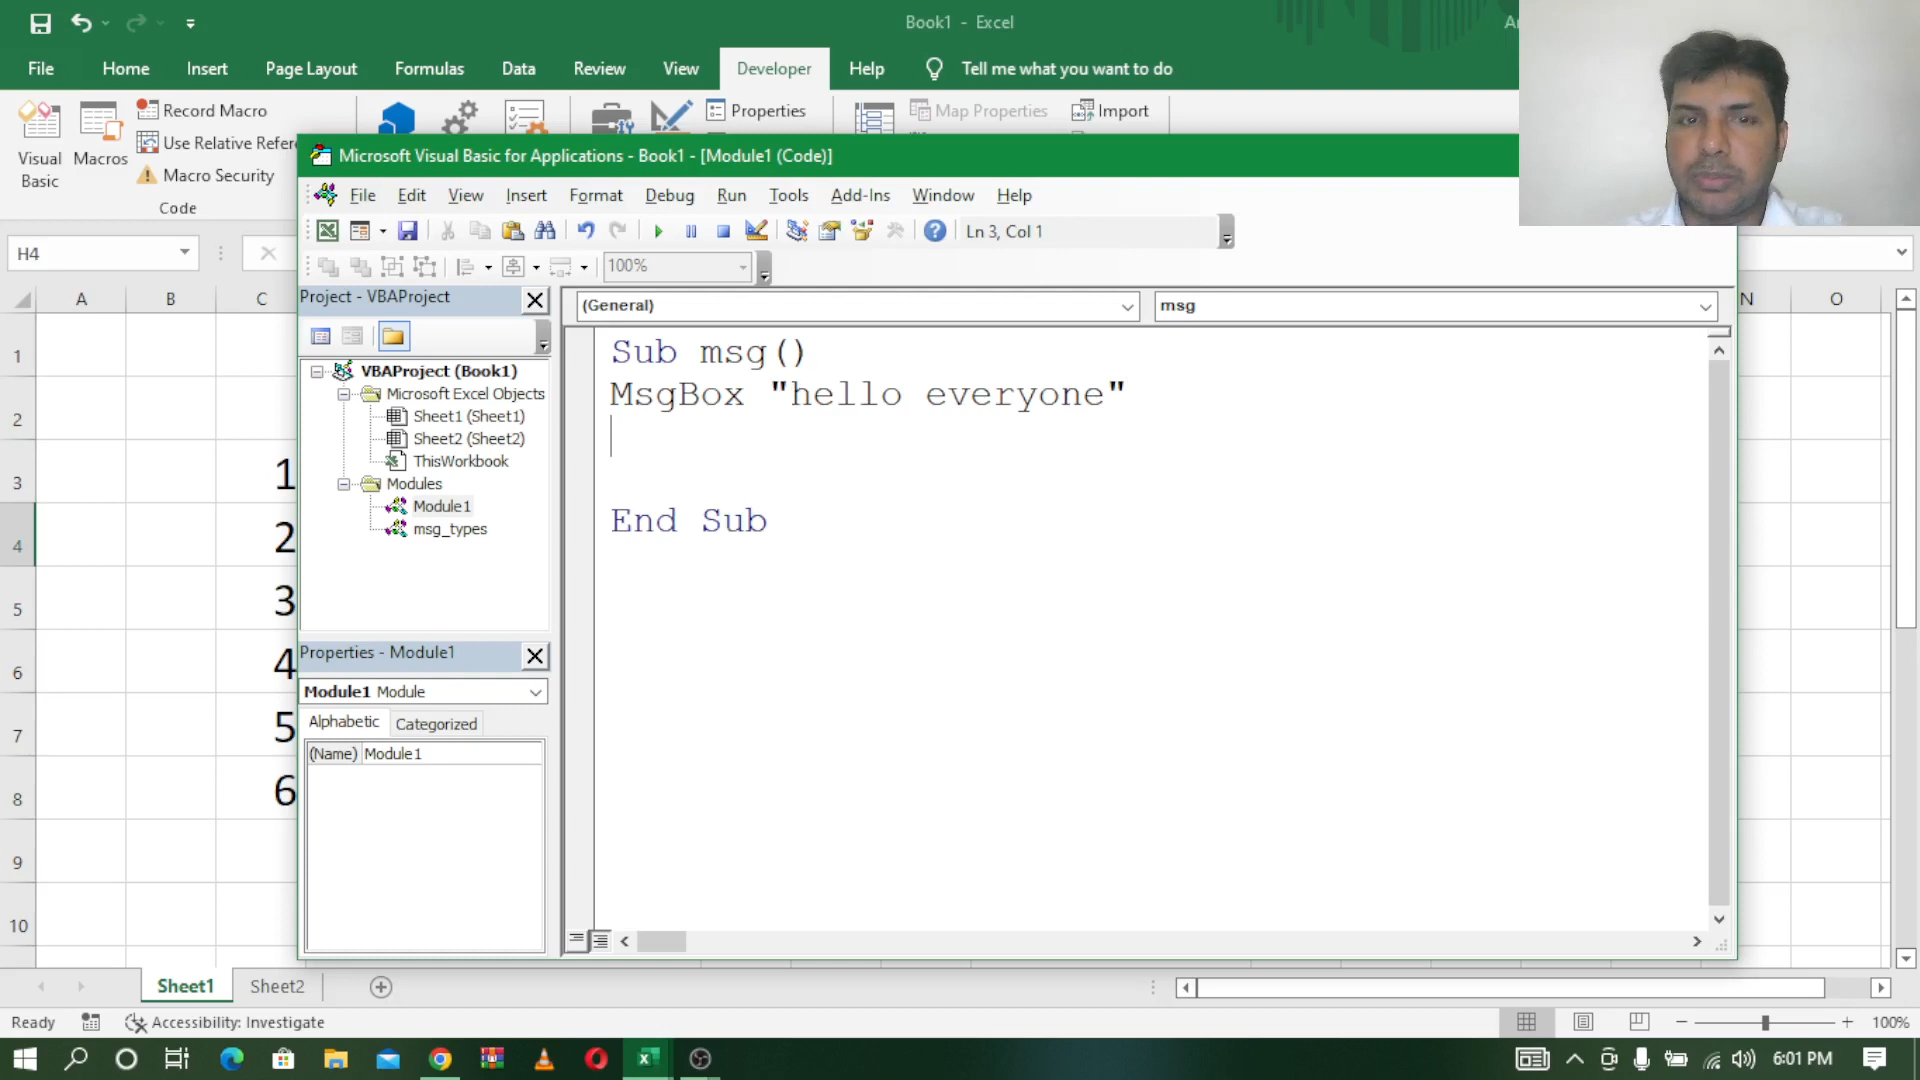 Book1 - Excel
File Home Insert Page Layout Formulas Data Review View Developer Help Tell me what you want to do
Record Macro
Use Relative Refere
Macro Security
Visual Basic
Macros
Code
Properties
Map Properties
Import
Microsoft Visual Basic for Applications - Book1 - [Module1 (Code)]
File Edit View Insert Format Debug Run Tools Add-Ins Window Help
Ln 3, Col 1
100%
H4
A B C N O
1
2
3
4
5
6
7
8
9
10
1
2
3
4
5
6
Project - VBAProject
VBAProject (Book1)
Microsoft Excel Objects
Sheet1 (Sheet1)
Sheet2 (Sheet2)
ThisWorkbook
Modules
Module1
msg_types
Properties - Module1
Module1 Module
Alphabetic Categorized
(Name) Module1
(General) msg
Sub msg()
MsgBox "hello everyone"
End Sub
Sheet1 Sheet2
Ready Accessibility: Investigate 100%
6:01 PM